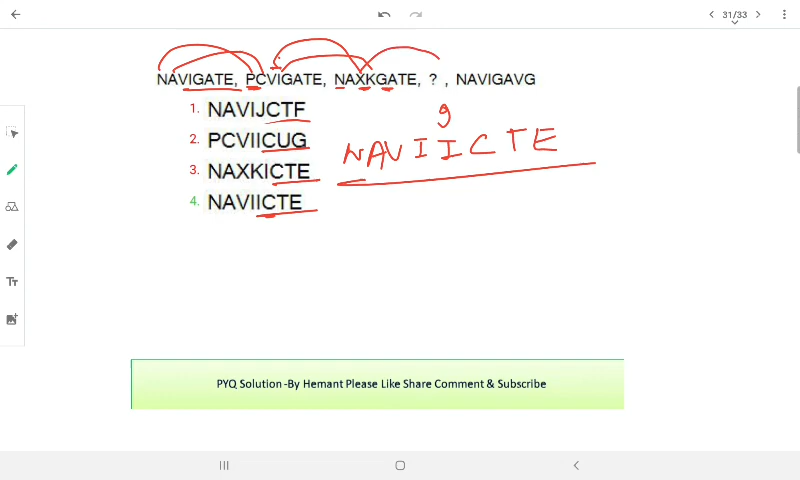 31/33
NAVIGATE, PCVIGATE, NAXKGATE, ? , NAVIGAVG
1. NAVIJCTF
2. PCVIICUG
3. NAXKICTE
4. NAVIICTE
g
NAVIICTE
Tт
PYQ Solution -By Hemant Please Like Share Comment & Subscribe